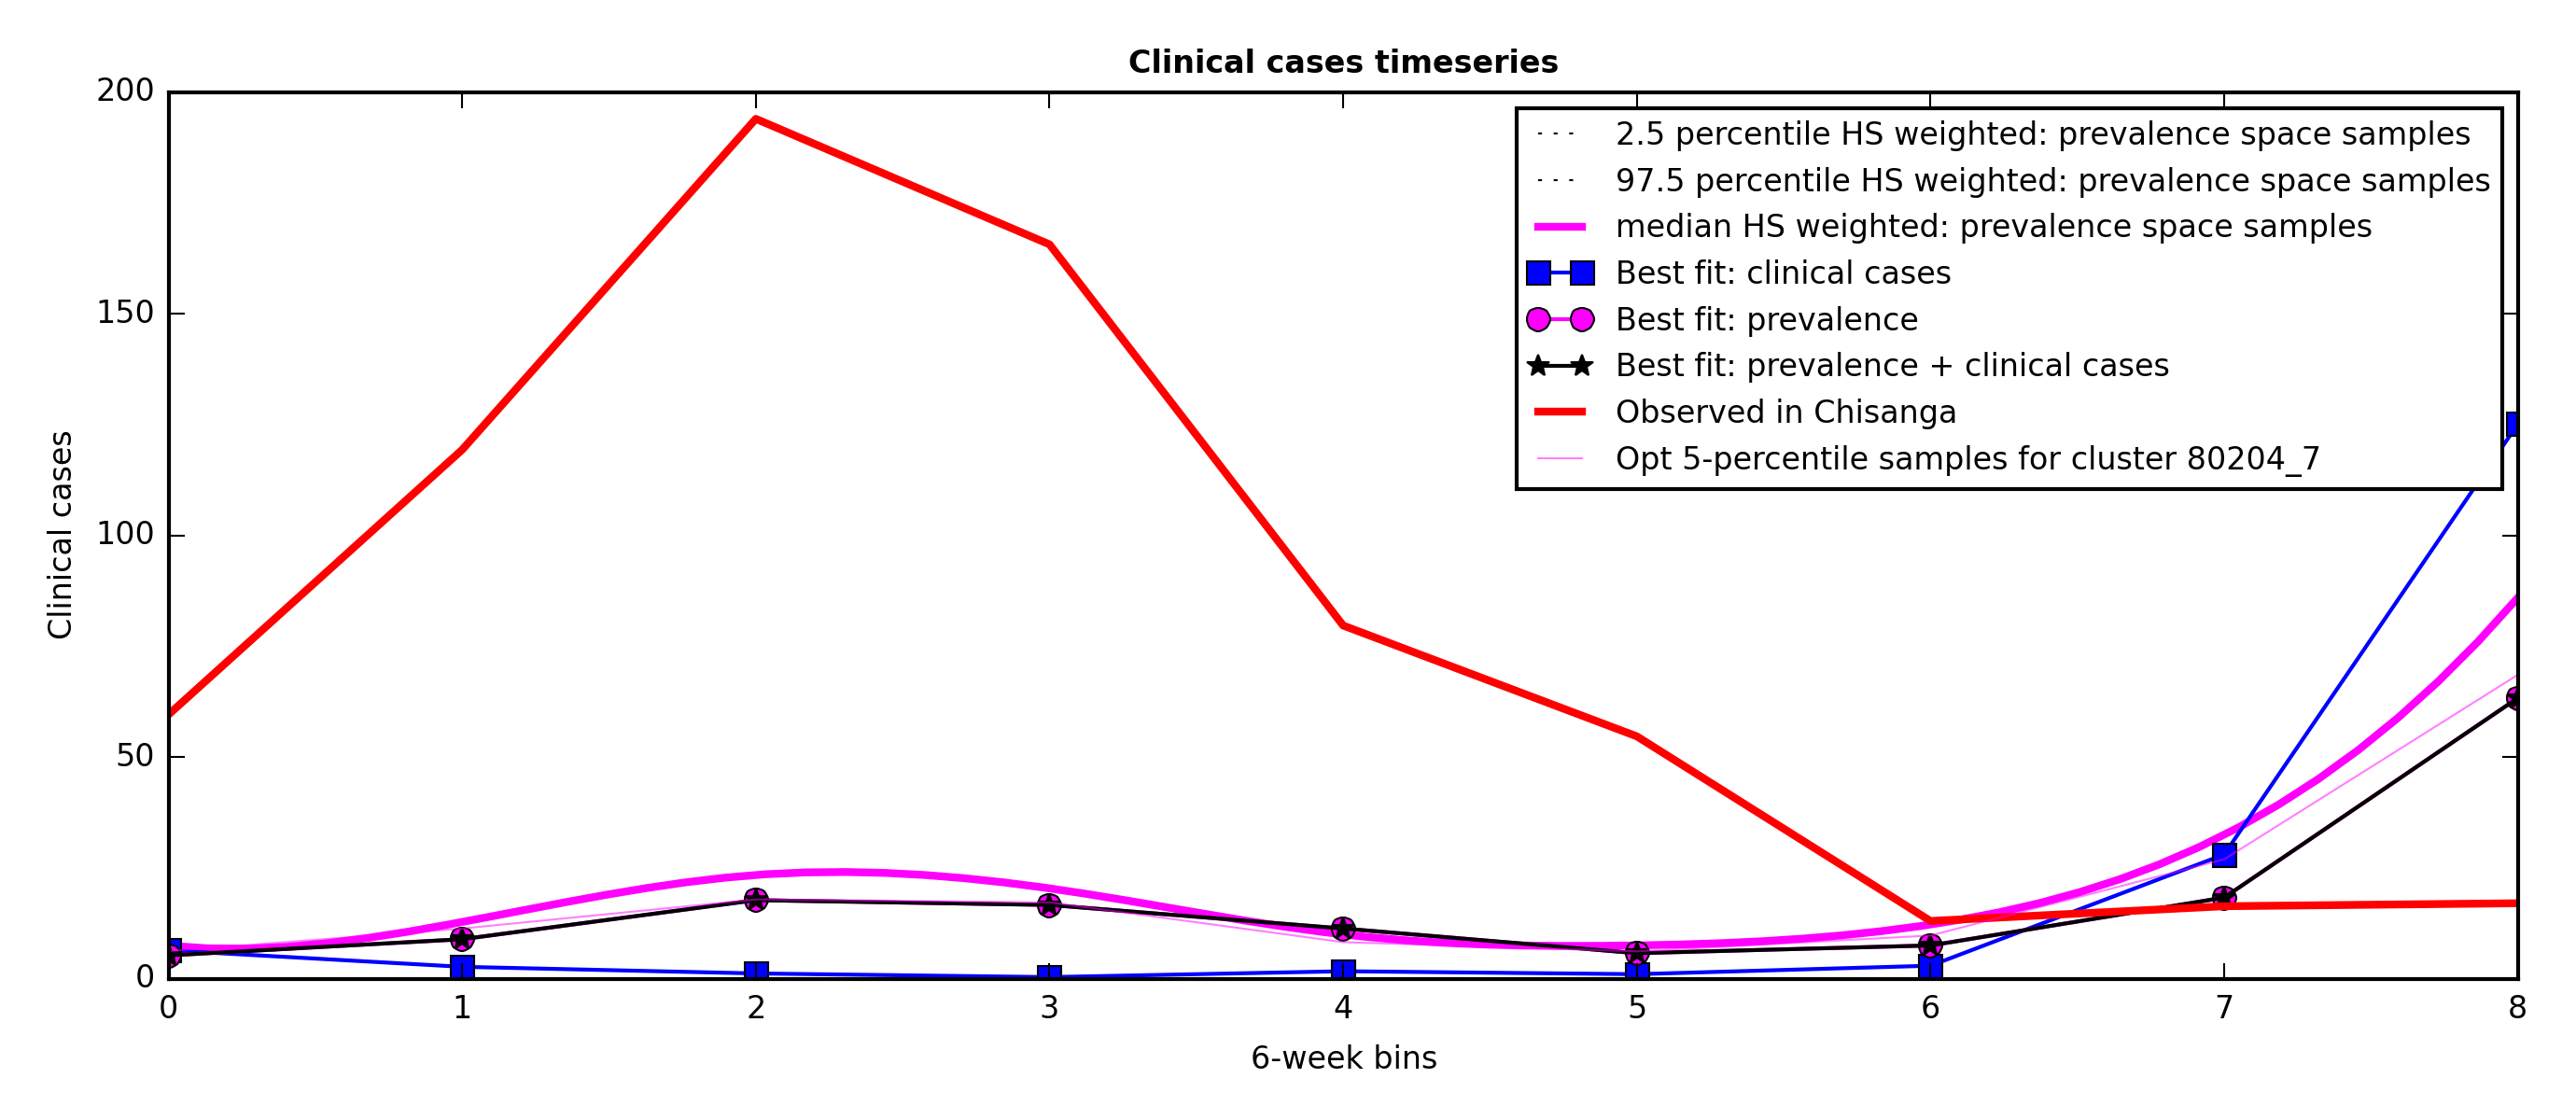 Clinical cases timeseries
200
150
100
50
0
Clinical cases
2.5 percentile HS weighted: prevalence space samples
97.5 percentile HS weighted: prevalence space samples
median HS weighted: prevalence space samples
Best fit: clinical cases
Best fit: prevalence
Best fit: prevalence + clinical cases
Observed in Chisanga
Opt 5-percentile samples for cluster 80204_7
0 1 2 3 4 5 6 7 8
6-week bins